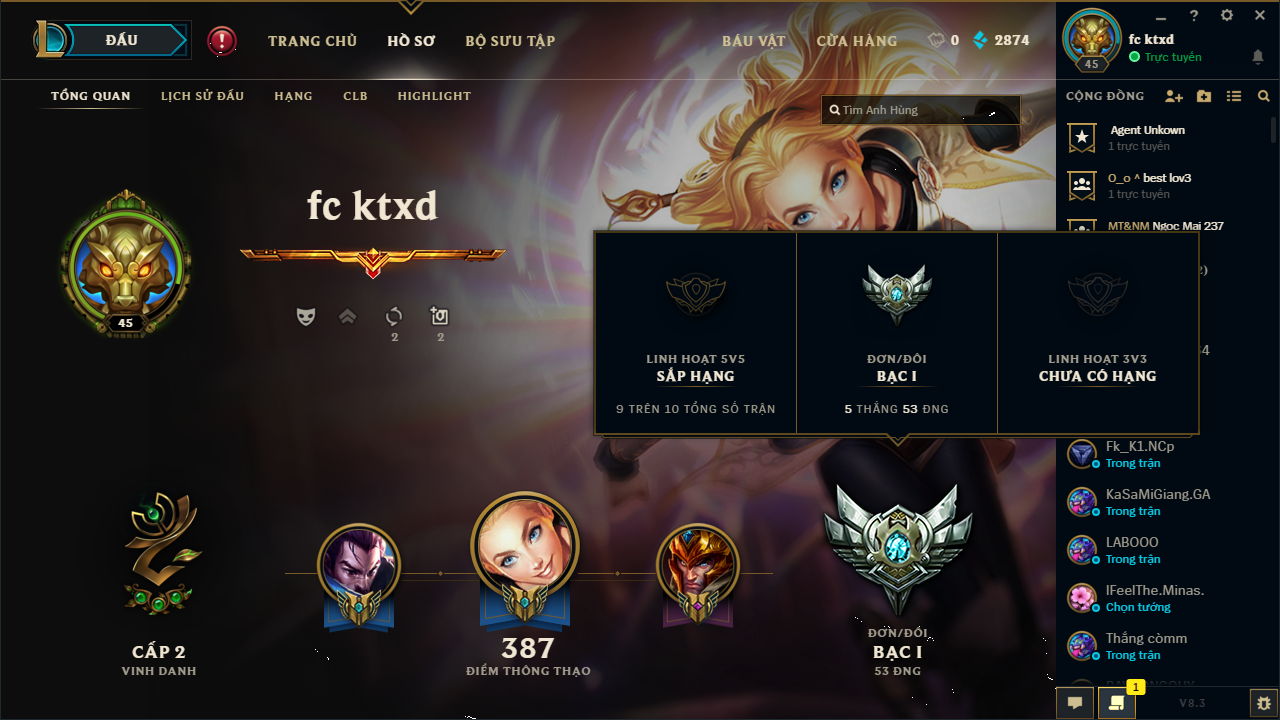 ĐẤU
TRANG CHỦ
HỒ SƠ
BỘ SƯU TẬP
BÁU VẬT
CỬA HÀNG
0
2874
45
fc ktxd
Trực tuyến
TỔNG QUAN
LỊCH SỬ ĐẤU
HẠNG
CLB
HIGHLIGHT
Tìm Anh Hùng
CỘNG ĐỒNG
Agent Unkown
1 trực tuyến
O_o ^ best lov3
1 trực tuyến
MT&NM Ngoc Mai 237
fc ktxd
45
2
2
LINH HOẠT 5V5
SẮP HẠNG
9 TRÊN 10 TỔNG SỐ TRẬN
ĐƠN/ĐÔI
BẠC I
5 THẮNG 53 ĐNG
LINH HOẠT 3V3
CHƯA CÓ HẠNG
Fk_K1.NCp
Trong trận
KaSaMiGiang.GA
Trong trận
LABOOO
Trong trận
IFeelThe.Minas.
Chọn tướng
Thắng còmm
Trong trận
CẤP 2
VINH DANH
387
ĐIỂM THÔNG THẠO
ĐƠN/ĐÔI
BẠC I
53 ĐNG
1
V8.3